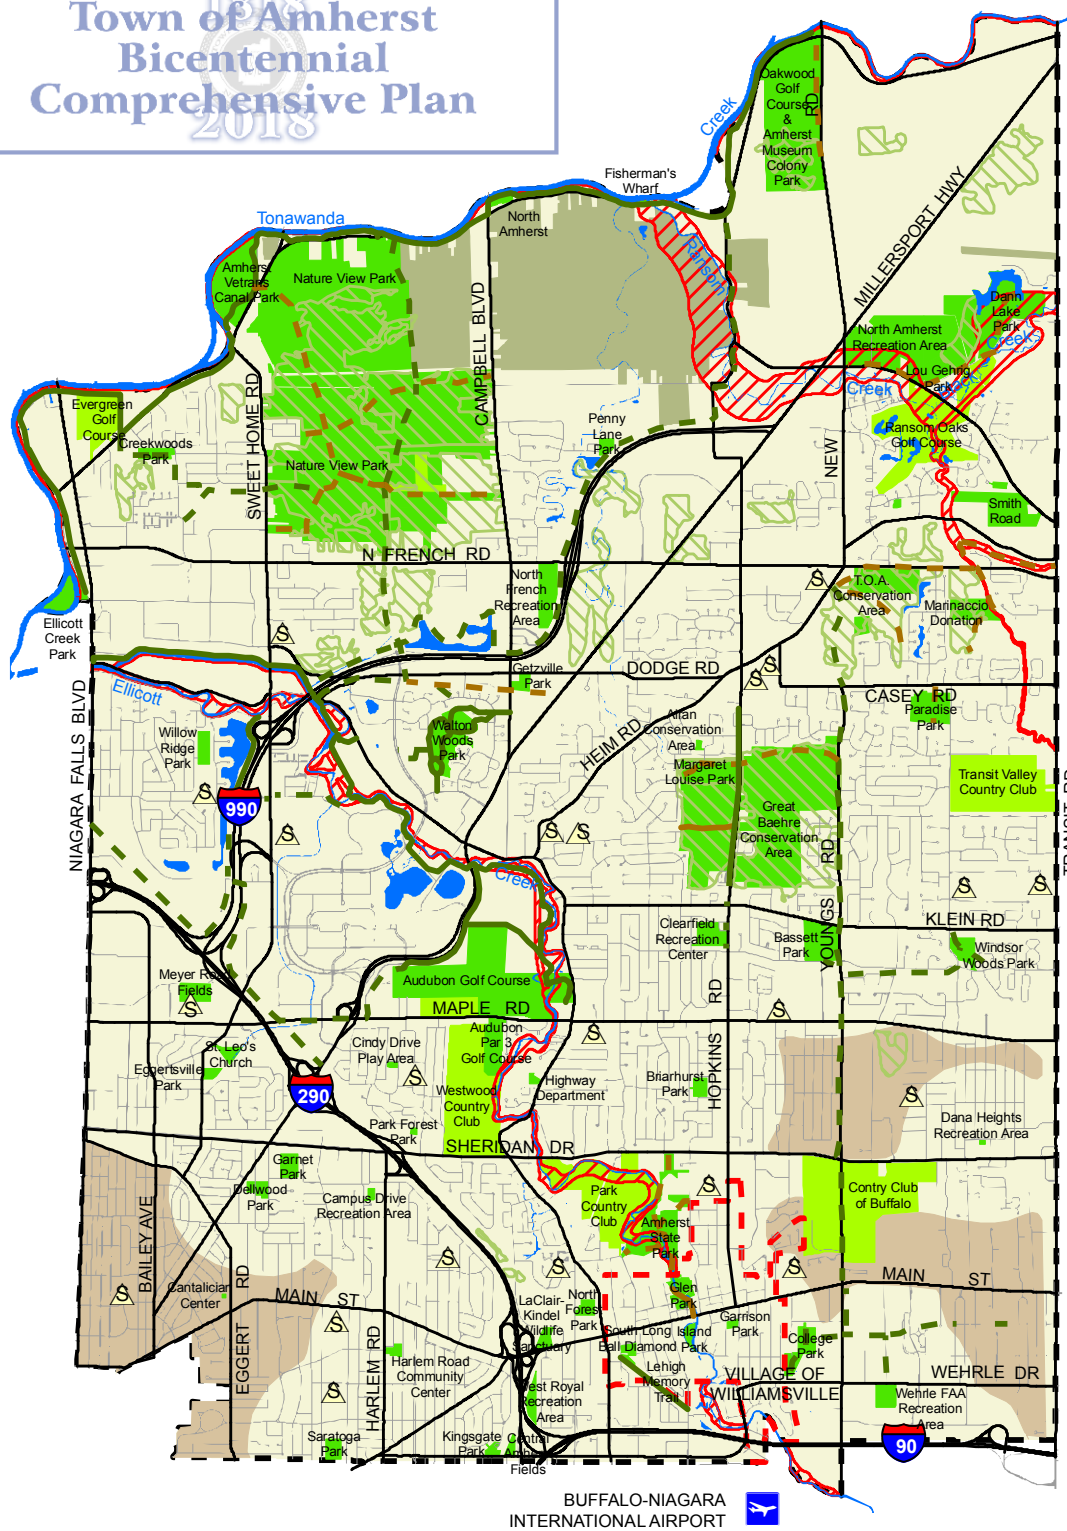 Town of Amherst
Bicentennial
Comprehensive Plan
2018
Oakwood
Golf
Course
&
Amherst
Museum
Colony
Park
RD
Creek
Fisherman's
Wharf
Tonawanda
North
Amherst
Ransom
MILLERSPORT HWY
Amherst
Vetrans
Canal Park
Nature View Park
CAMPBELL BLVD
Dann
Lake
Park
North Amherst
Recreation Area
Creek
Lou Gehrig
Park
Creek
SWEET HOME RD
Evergreen
Golf
Course
Creekwoods
Park
Penny
Lane
Park
Ransom Oaks
Golf Course
NEW
Nature View Park
Smith
Road
N FRENCH RD
North
French
Recreation
Area
T.O.A.
Conservation
Area
Marinaccio
Donation
Ellicott
Creek
Park
S
S
Getzville
Park
DODGE RD
S
S
Ellicott
CASEY RD
Paradise
Park
NIAGARA FALLS BLVD
Willow
Ridge
Park
Walton
Woods
Park
HEIM RD
Allan
Conservation
Area
Margaret
Louise Park
Transit Valley
Country Club
TRANSIT RD
S
990
Great
Baehre
Conservation
Area
S
S
S
YOUNGS RD
Creek
S
S
KLEIN RD
Clearfield
Recreation
Center
Bassett
Park
Windsor
Woods Park
Meyer Road
Fields
S
Audubon Golf Course
MAPLE RD
HOPKINS RD
S
Audubon
Par 3
Golf Course
S
Cindy Drive
Play Area
S
St. Leo's
Church
Eggertsville
Park
290
Westwood
Country
Club
Highway
Department
Briarhurst
Park
S
Dana Heights
Recreation Area
Park Forest
Park
SHERIDAN DR
Garnet
Park
Dellwood
Park
Campus Drive
Recreation Area
Park
Country
Club
S
Contry Club
of Buffalo
Amherst
State
Park
BAILEY AVE
S
S
S
S
MAIN ST
Cantalician
Center
EGGERT RD
MAIN ST
S
Glen
Park
LaClair-
Kindel
Wildlife
Sanctuary
North
Forest
Park
Garrison
Park
South Long Island
Ball Diamond Park
College
Park
HARLEM RD
Harlem Road
Community
Center
S
Lehigh
Memory
Trail
VILLAGE OF
WILLIAMSVILLE
WEHRLE DR
West Royal
Recreation
Area
Wehrle FAA
Recreation
Area
Saratoga
Park
Kingsgate
Park
Central
Amherst
Fields
90
BUFFALO-NIAGARA
INTERNATIONAL AIRPORT